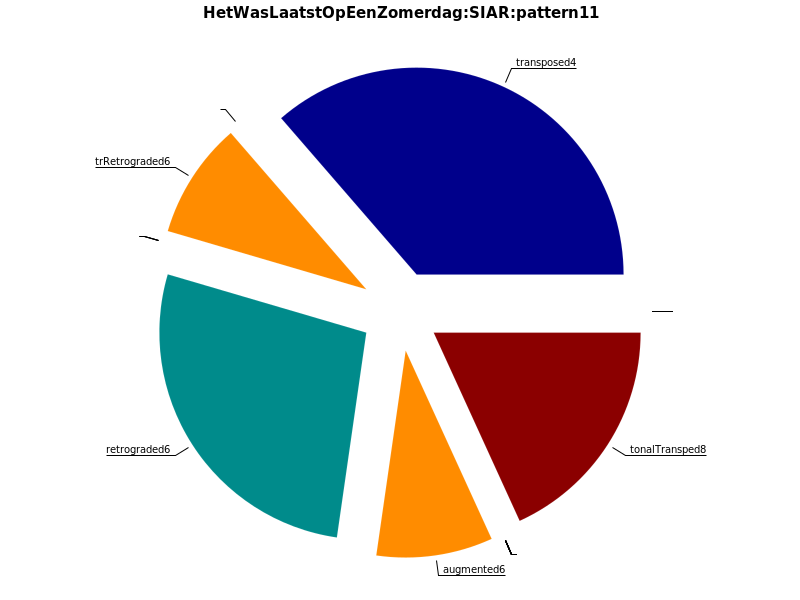 HetWasLaatstOpEenZomerdag:SIAR:pattern11
transposed4
trRetrograded6
retrograded6
tonalTransped8
augmented6